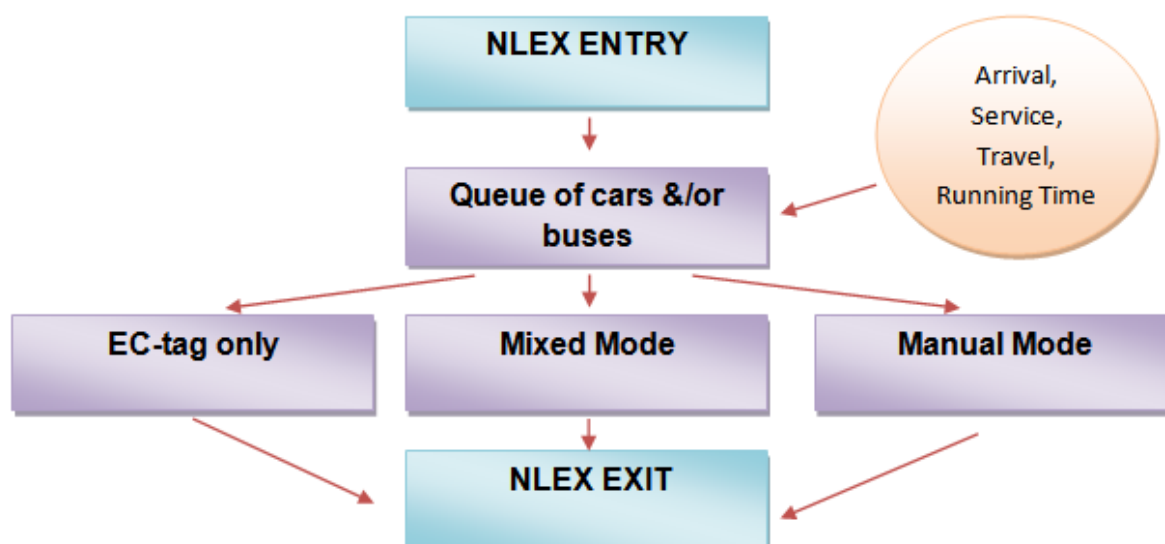 NLEX ENTRY
Arrival,
Service,
Travel,
Running Time
Queue of cars &/or
buses
EC-tag only
Mixed Mode
Manual Mode
NLEX EXIT